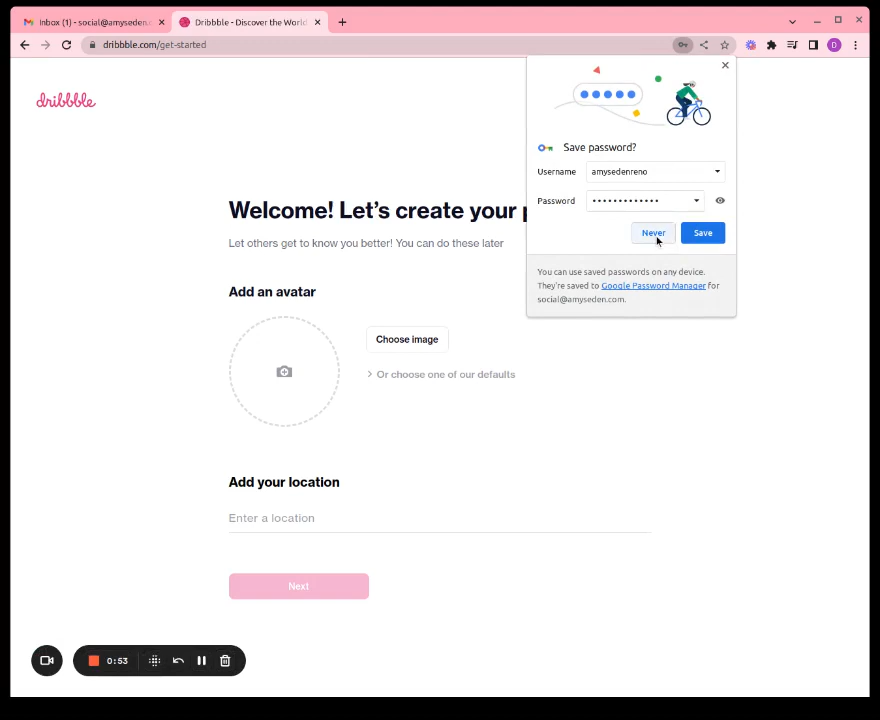 Inbox (1) - social@amyseden.
Dribbble - Discover the World
dribbble.com/get-started
D
dribbble
Save password?
Username
amysedenreno
Password
•••••••••••••
Never
Save
You can use saved passwords on any device.
They're saved to Google Password Manager for
social@amyseden.com.
Welcome! Let's create your
Let others get to know you better! You can do these later
Add an avatar
Choose image
Or choose one of our defaults
Add your location
Enter a location
Next
0:53